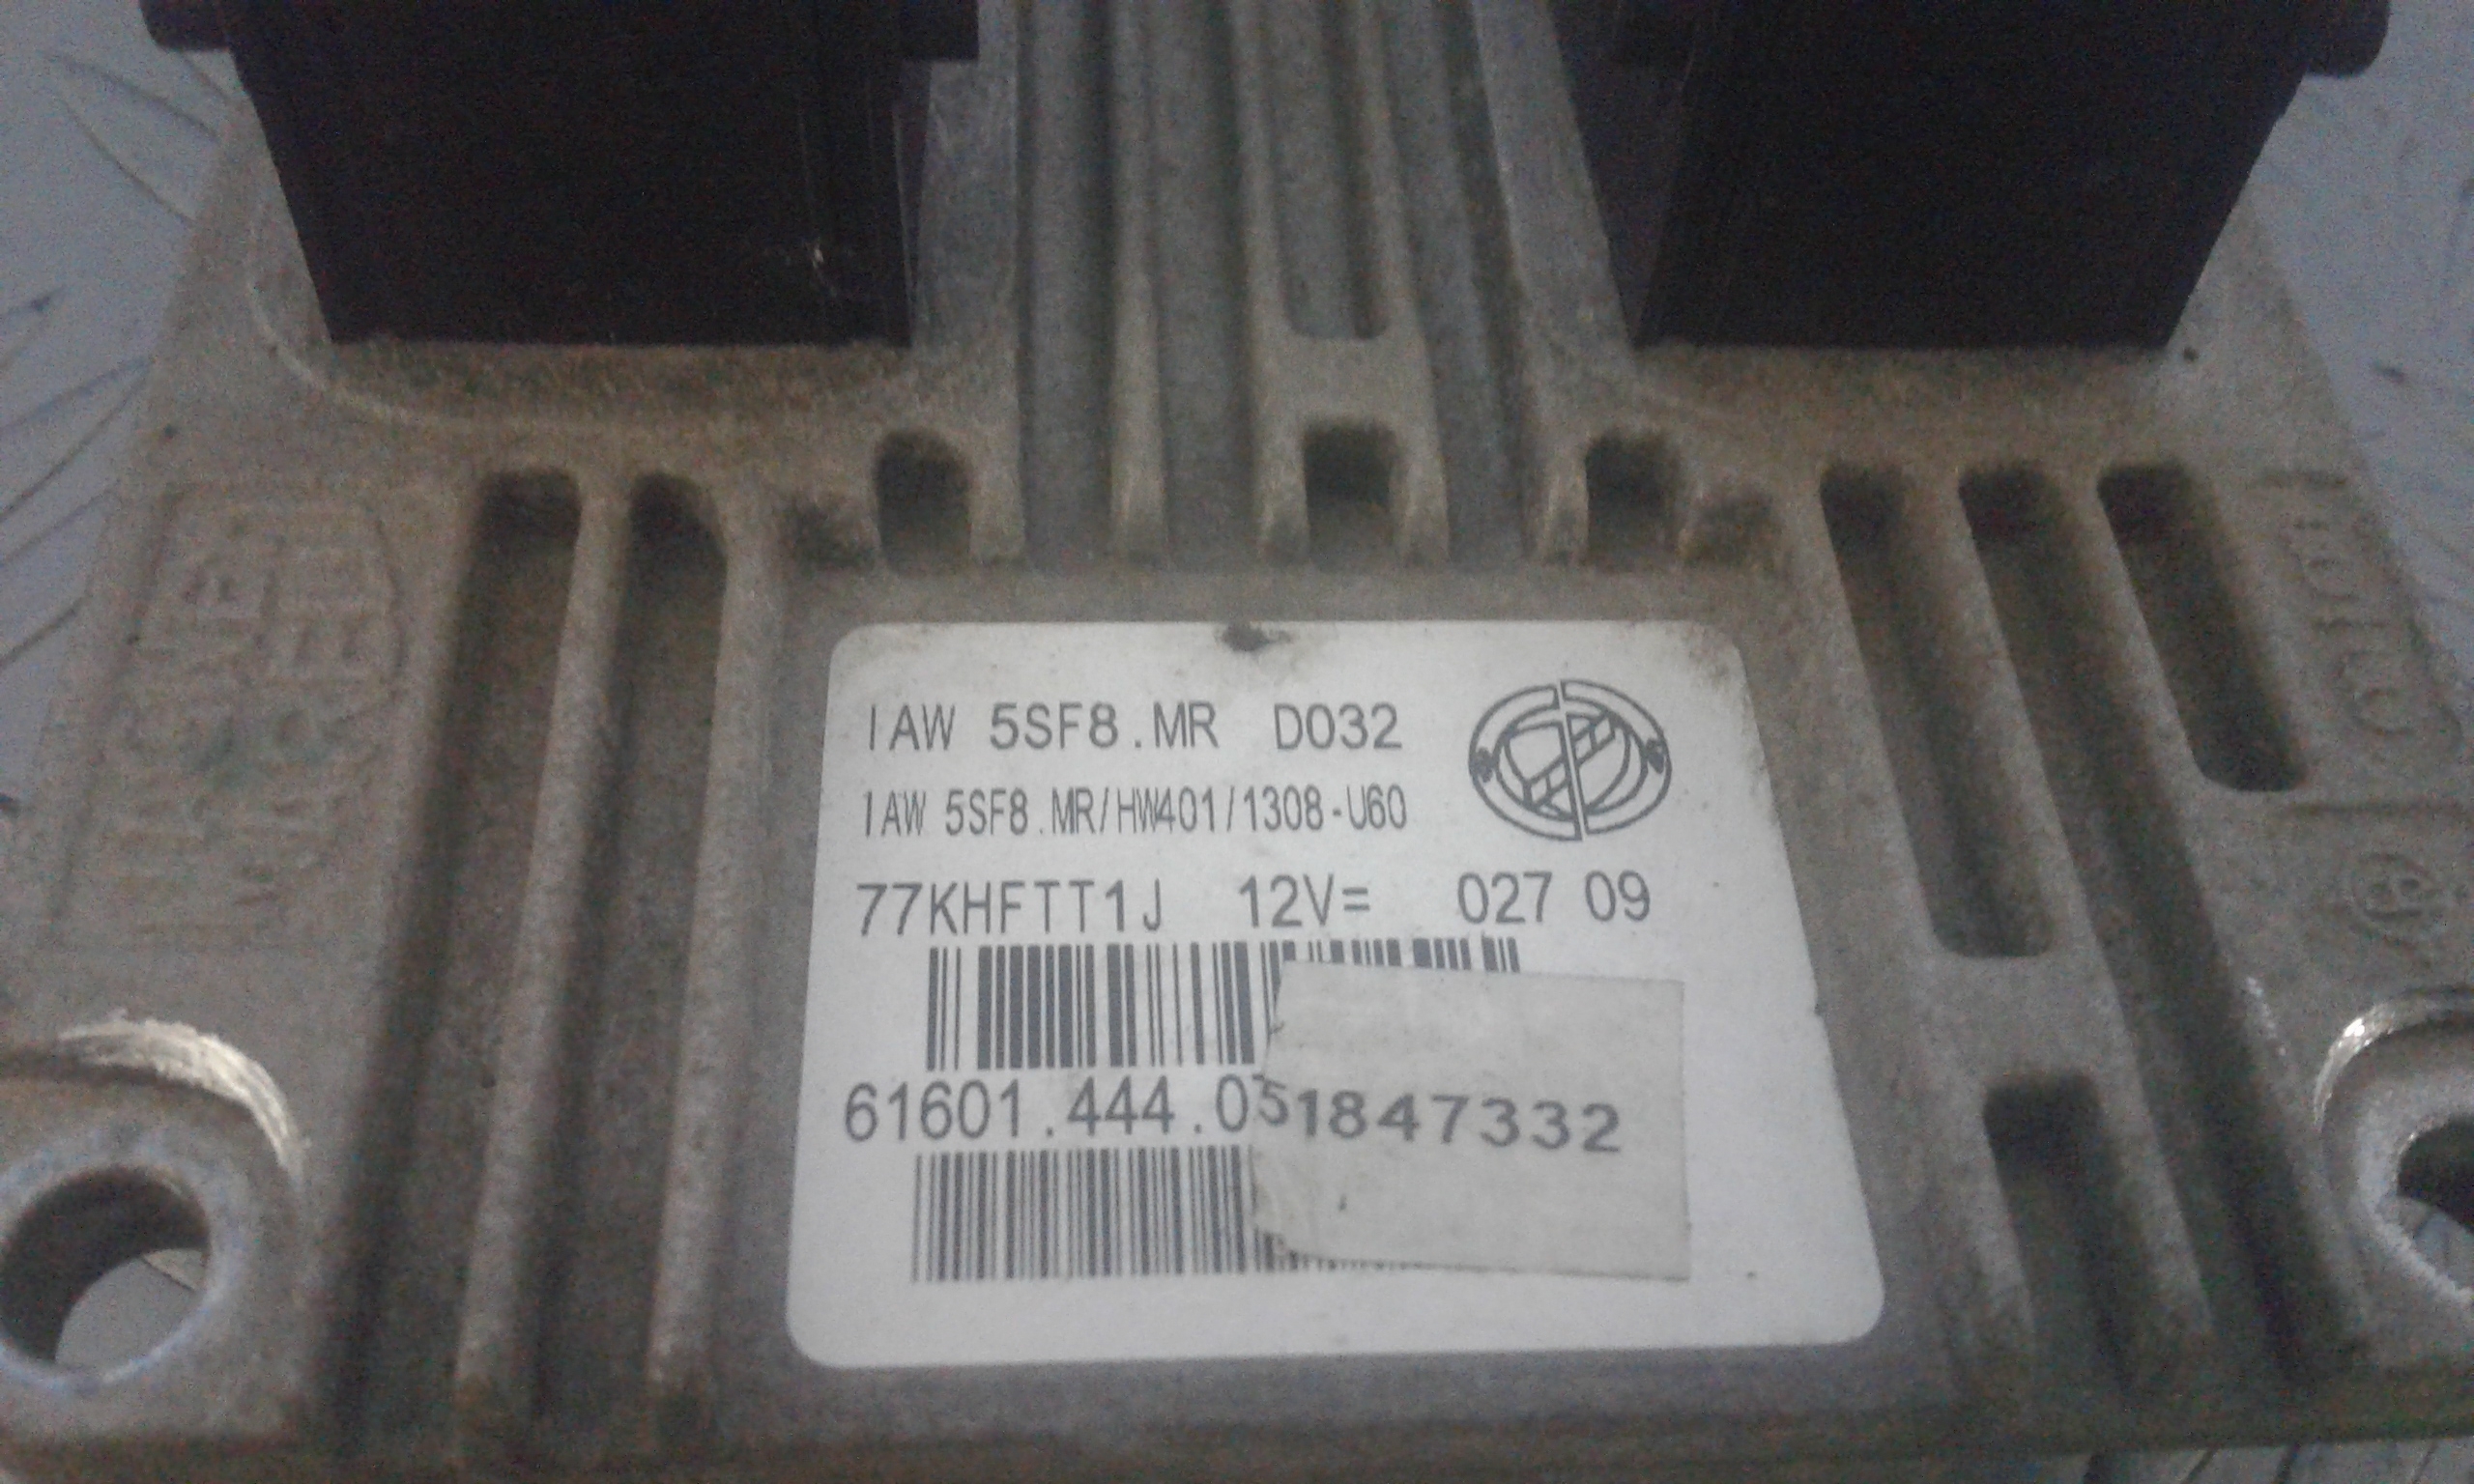 IAW 5SF8.MR D032
IAW 5SF8.MR/HW401/1308-U60
77KHFTT1J 12V= 027 09
61601.444.0
51847332